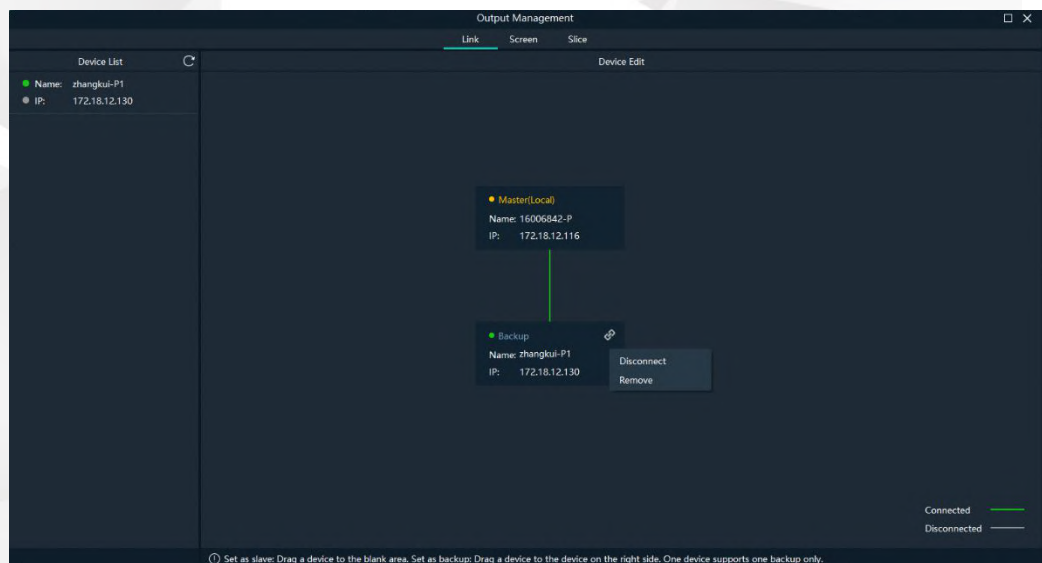 Output Management
Link Screen Slice
Device List
Device Edit
Name: zhangkui-P1
IP: 172.18.12.130
Master(Local)
Name: 16006842-P
IP: 172.18.12.116
Backup
Name: zhangkui-P1
IP: 172.18.12.130
Disconnect
Remove
Connected
Disconnected
Set as slave: Drag a device to the blank area. Set as backup: Drag a device to the device on the right side. One device supports one backup only.